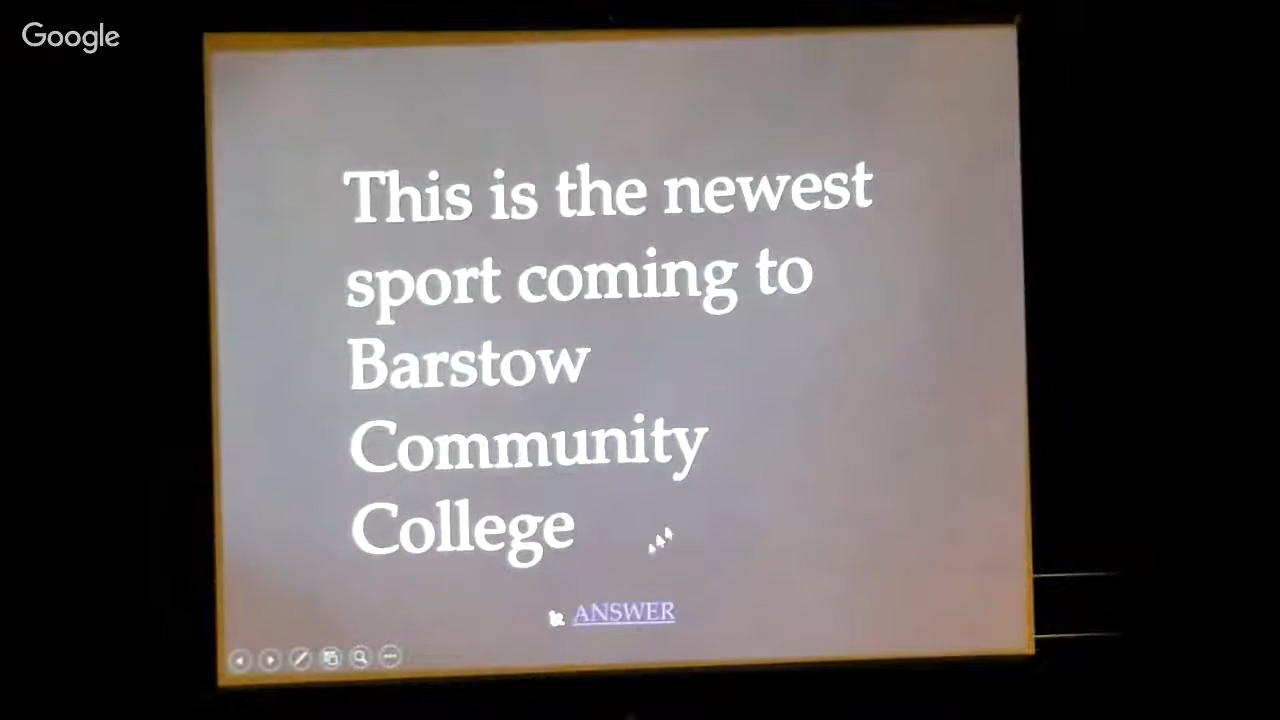 Google
This is the newest
sport coming to
Barstow
Community
College
ANSWER